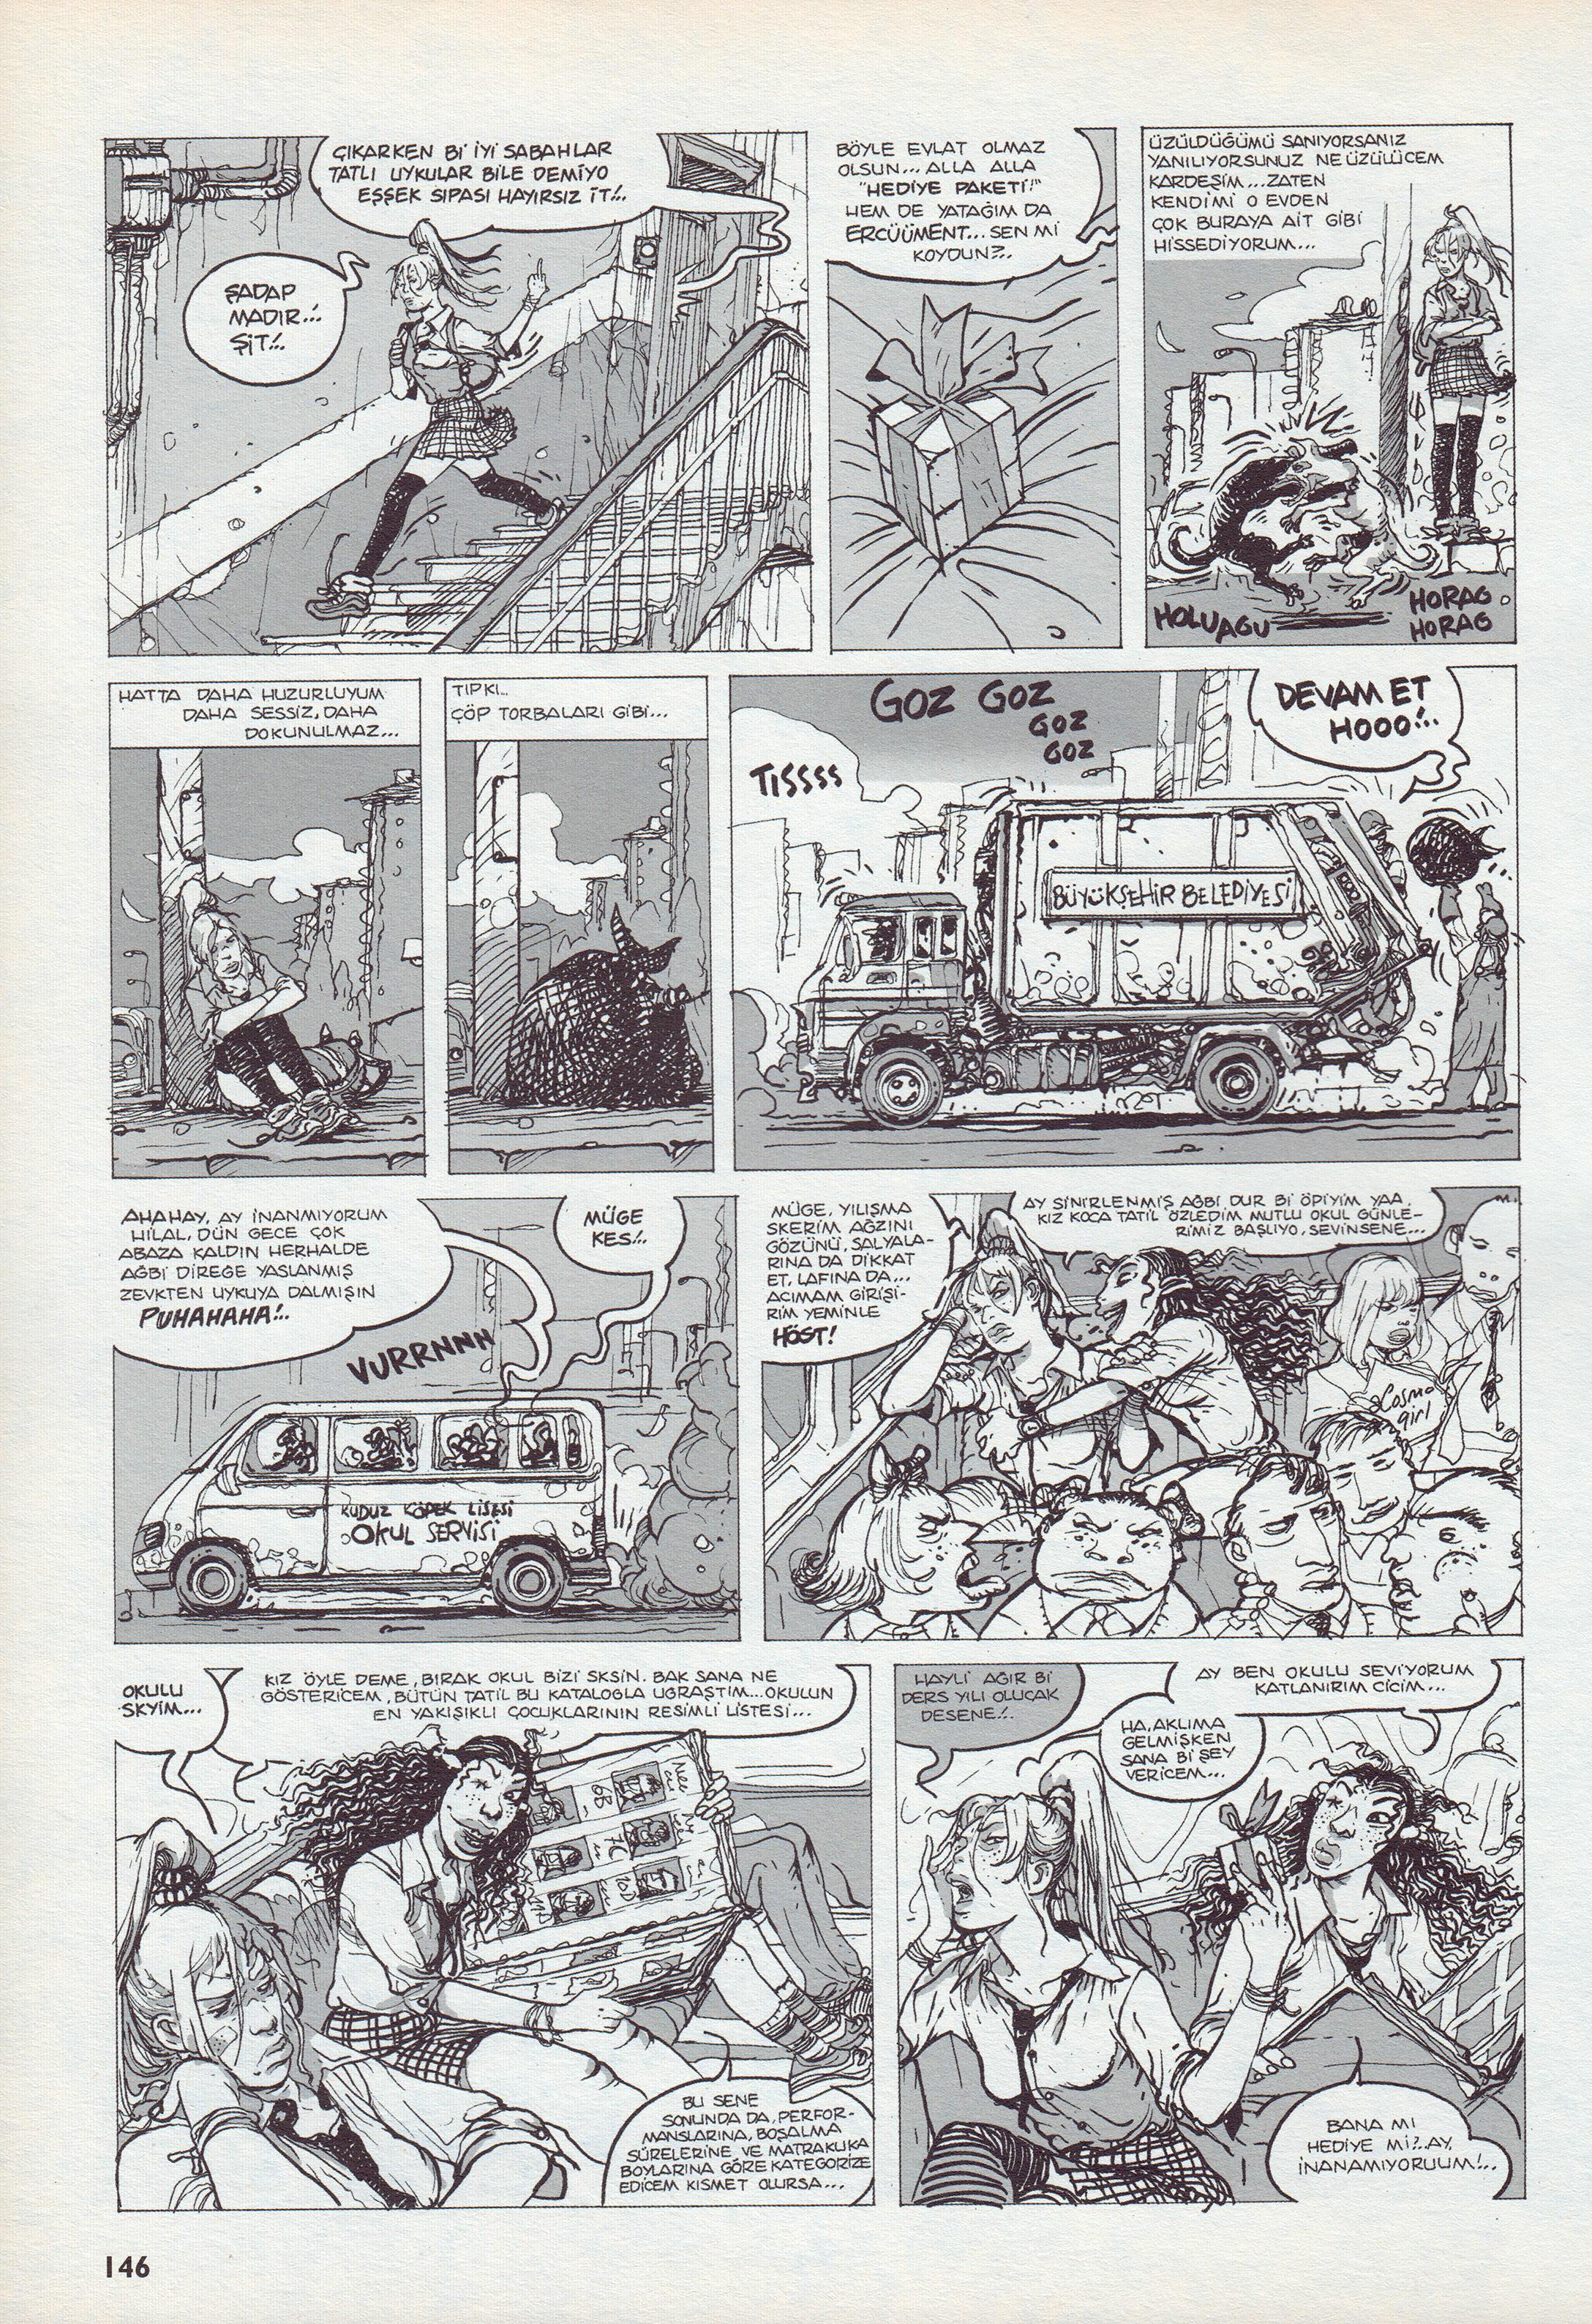 ÇIKARKEN Bİ İYİ SABAHLAR
TATLI UYKULAR BİLE DEMİYO
EŞŞEK SIPASI HAYIRSIZ İT!..
ŞADAP
MADIR...
ŞİT!..
BÖYLE EVLAT OLMAZ
OLSUN... ALLA ALLA
"HEDİYE PAKETİ!"
HEM DE YATAĞIM DA
ERCÜÜMENT... SEN Mİ
KOYDUN?..
ÜZÜLDÜĞÜMÜ SANIYORSANIZ
YANILIYORSUNUZ NE ÜZÜLÜCEM
KARDEŞİM... ZATEN
KENDİMİ O EVDEN
ÇOK BURAYA AİT GİBİ
HİSSEDİYORUM...
HOLUAGU
HORAG
HORAG
HATTA DAHA HUZURLUYUM
DAHA SESSİZ, DAHA
DOKUNULMAZ...
TIPKI..
ÇÖP TORBALARI GİBİ...
GOZ GOZ
GOZ
GOZ
TISSSS
DEVAM ET
HOOO!..
BÜYÜKŞEHİR BELEDİYESİ
AHAHAY, AY İNANMIYORUM
HİLAL, DÜN GECE ÇOK
ABAZA KALDIN HERHALDE
AĞBİ DİREĞE YASLANMIŞ
ZEVKTEN UYKUYA DALMIŞIN
PUHAHAHA!..
MÜGE
KES!..
VURRNNN
KUDUZ KÖPEK LİSESİ
OKUL SERVİSİ
MÜGE, YILIŞMA
SKERİM AĞZINI
GÖZÜNÜ, SALYALA-
RINA DA DİKKAT
ET, LAFINA DA...
ACIMAM GİRİŞİ-
RİM YEMİNLE
HÖST!
AY SİNİRLENMİŞ AĞBİ, DUR Bİ ÖPİYİM YAA,
KIZ KOCA TATİL ÖZLEDİM MUTLU OKUL GÜNLE-
RİMİZ BAŞLIYO, SEVİNSENE...
Cosmo
girl
OKULU
SKYİM...
KIZ ÖYLE DEME, BIRAK OKUL BİZİ SKSİN. BAK SANA NE
GÖSTERİCEM, BÜTÜN TATİL BU KATALOGLA UĞRAŞTIM... OKULUN
EN YAKIŞIKLI ÇOCUKLARININ RESİMLİ LİSTESİ...
BU SENE
SONUNDA DA, PERFOR-
MANSLARINA, BOŞALMA
SÜRELERİNE VE MATRAKUKA
BOYLARINA GÖRE KATEGORİZE
EDİCEM KISMET OLURSA...
HAYLİ AĞIR Bİ
DERS YILI OLUÇAK
DESENE!..
AY BEN OKULU SEVİYORUM
KATLANIRIM CİCİM...
HA, AKLIMA
GELMİŞKEN
SANA Bİ ŞEY
VERİCEM...
BANA MI
HEDİYE Mİ?.. AY,
İNANAMIYORUUM!..
146